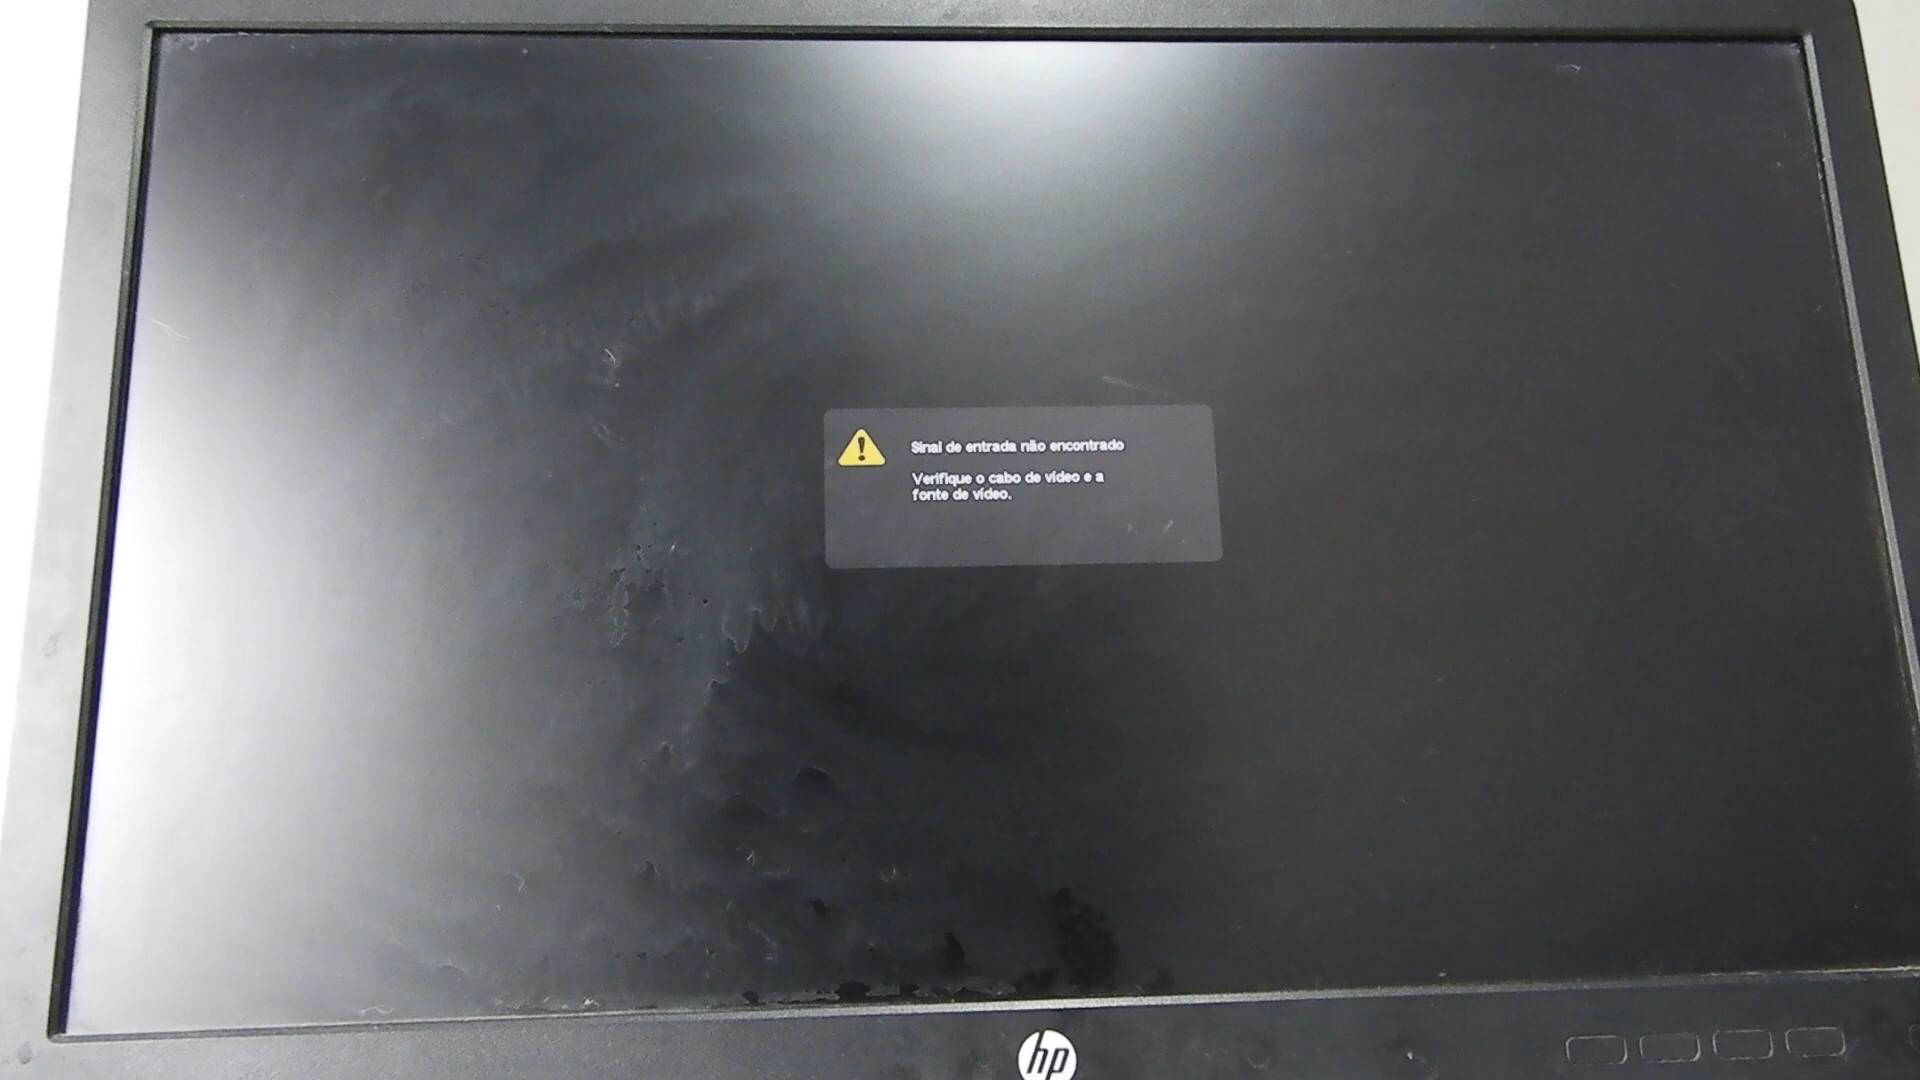 Sinal de entrada não encontrado
Verifique o cabo de vídeo e a
fonte de vídeo.
hp